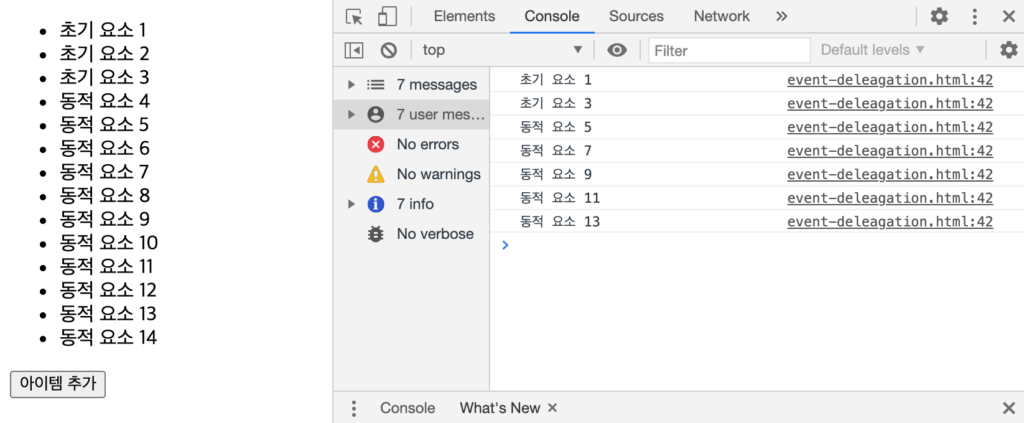 초기 요소 1
초기 요소 2
초기 요소 3
동적 요소 4
동적 요소 5
동적 요소 6
동적 요소 7
동적 요소 8
동적 요소 9
동적 요소 10
동적 요소 11
동적 요소 12
동적 요소 13
동적 요소 14
아이템 추가
Elements Console Sources Network
top Filter Default levels
7 messages
7 user mes...
No errors
No warnings
7 info
No verbose
초기 요소 1 event-deleagation.html:42
초기 요소 3 event-deleagation.html:42
동적 요소 5 event-deleagation.html:42
동적 요소 7 event-deleagation.html:42
동적 요소 9 event-deleagation.html:42
동적 요소 11 event-deleagation.html:42
동적 요소 13 event-deleagation.html:42
Console What's New